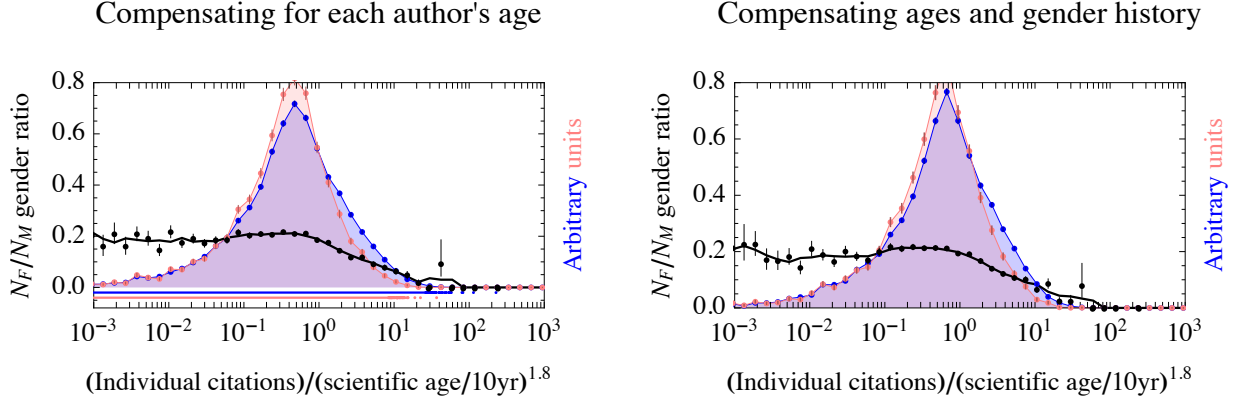 Compensating for each author's age
0.8
0.6
0.4
0.2
0.0
N_F/N_M gender ratio
Arbitrary units
10^−3 10^−2 10^−1 10^0 10^1 10^2 10^3
(Individual citations)/(scientific age/10yr)^1.8
Compensating ages and gender history
0.8
0.6
0.4
0.2
0.0
N_F/N_M gender ratio
Arbitrary units
10^−3 10^−2 10^−1 10^0 10^1 10^2 10^3
(Individual citations)/(scientific age/10yr)^1.8